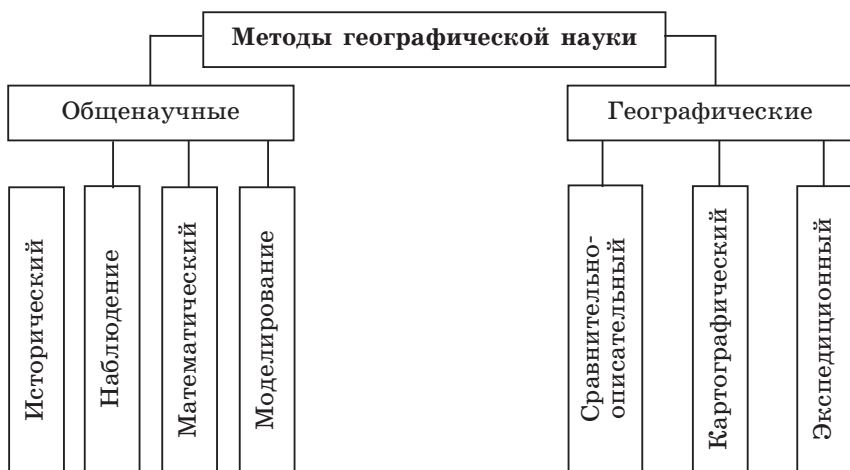 Методы географической науки
Общенаучные
Географические
Исторический
Наблюдение
Математический
Моделирование
Сравнительно-
описательный
Картографический
Экспедиционный